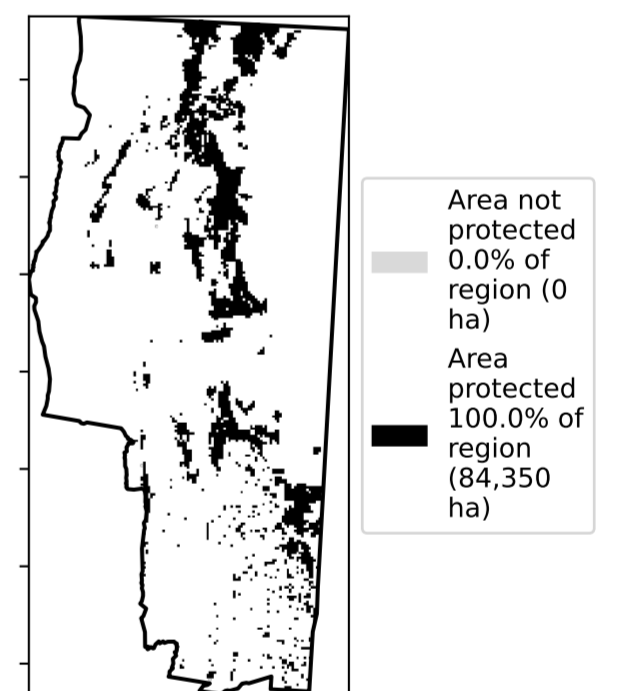 Area not
protected
0.0% of
region (0
ha)
Area
protected
100.0% of
region
(84,350
ha)